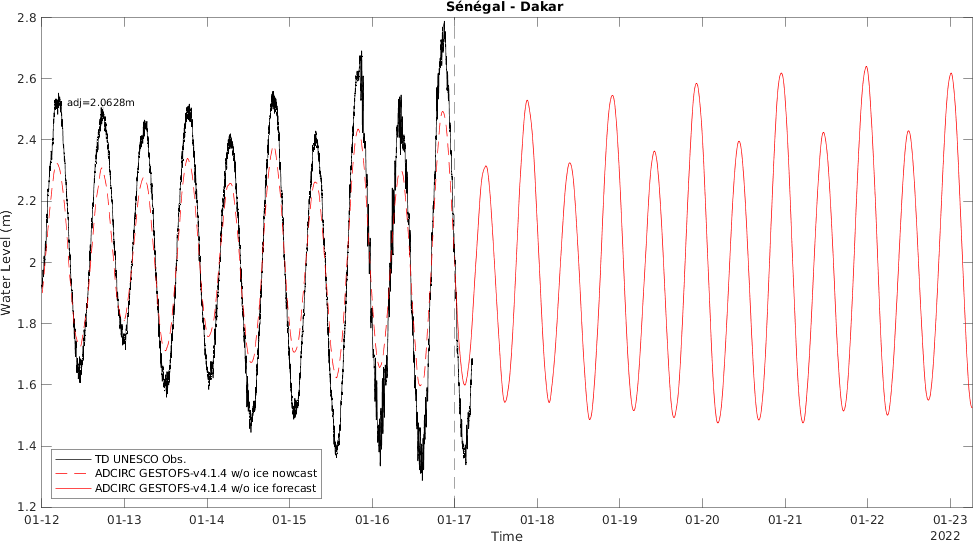 Sénégal - Dakar
2.8
2.6
2.4
2.2
2
1.8
1.6
1.4
1.2
Water Level (m)
adj=2.0628m
TD UNESCO Obs.
ADCIRC GESTOFS-v4.1.4 w/o ice nowcast
ADCIRC GESTOFS-v4.1.4 w/o ice forecast
01-12 01-13 01-14 01-15 01-16 01-17 01-18 01-19 01-20 01-21 01-22 01-23
Time
2022